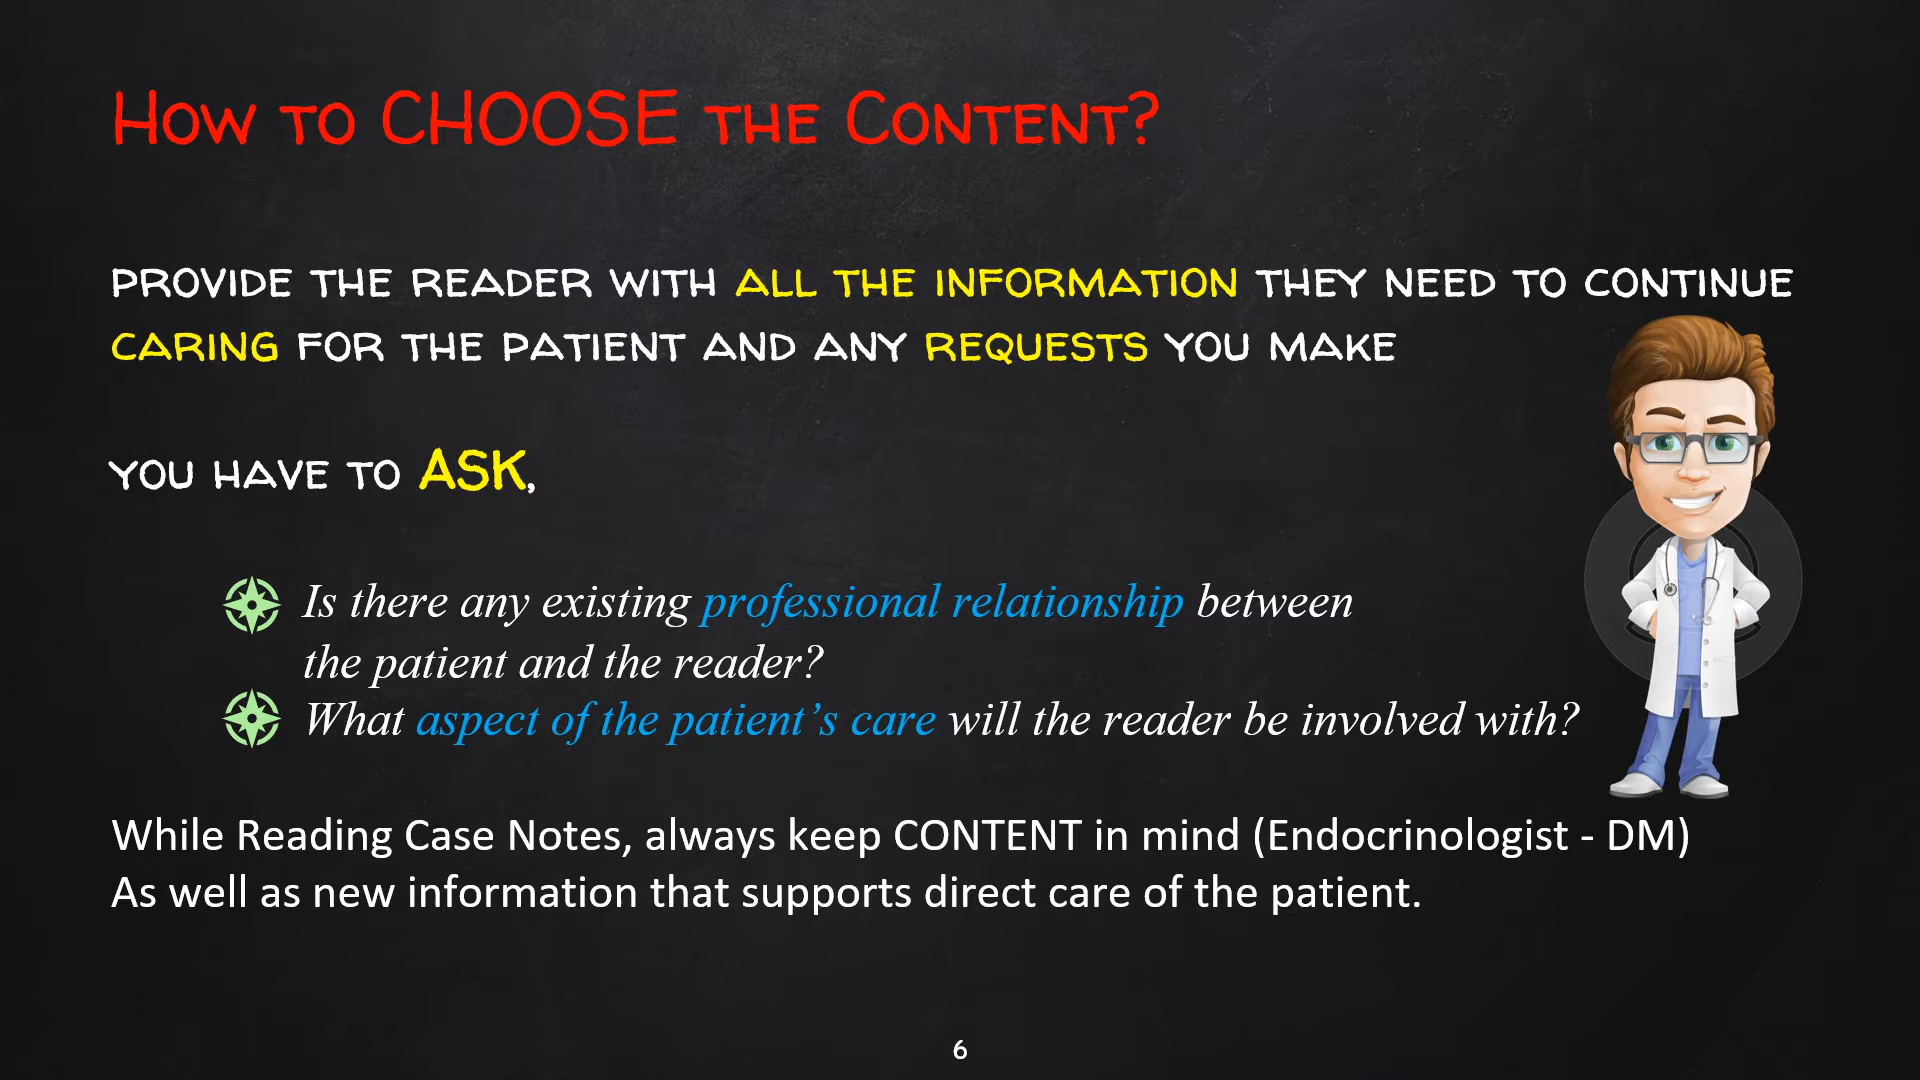 How to CHOOSE the Content?
PROVIDE THE READER WITH ALL THE INFORMATION THEY NEED TO CONTINUE
CARING FOR THE PATIENT AND ANY REQUESTS YOU MAKE
YOU HAVE TO ASK,
Is there any existing professional relationship between
the patient and the reader?
What aspect of the patient’s care will the reader be involved with?
While Reading Case Notes, always keep CONTENT in mind (Endocrinologist - DM)
As well as new information that supports direct care of the patient.
6